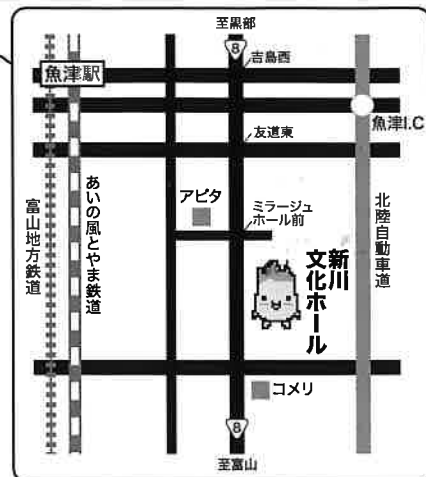 至黒部
8
吉島西
魚津駅
魚津I.C
友道東
アピタ
ミラージュ
ホール前
富山地方鉄道
あいの風とやま鉄道
北陸自動車道
新川
文化ホール
コメリ
8
至富山